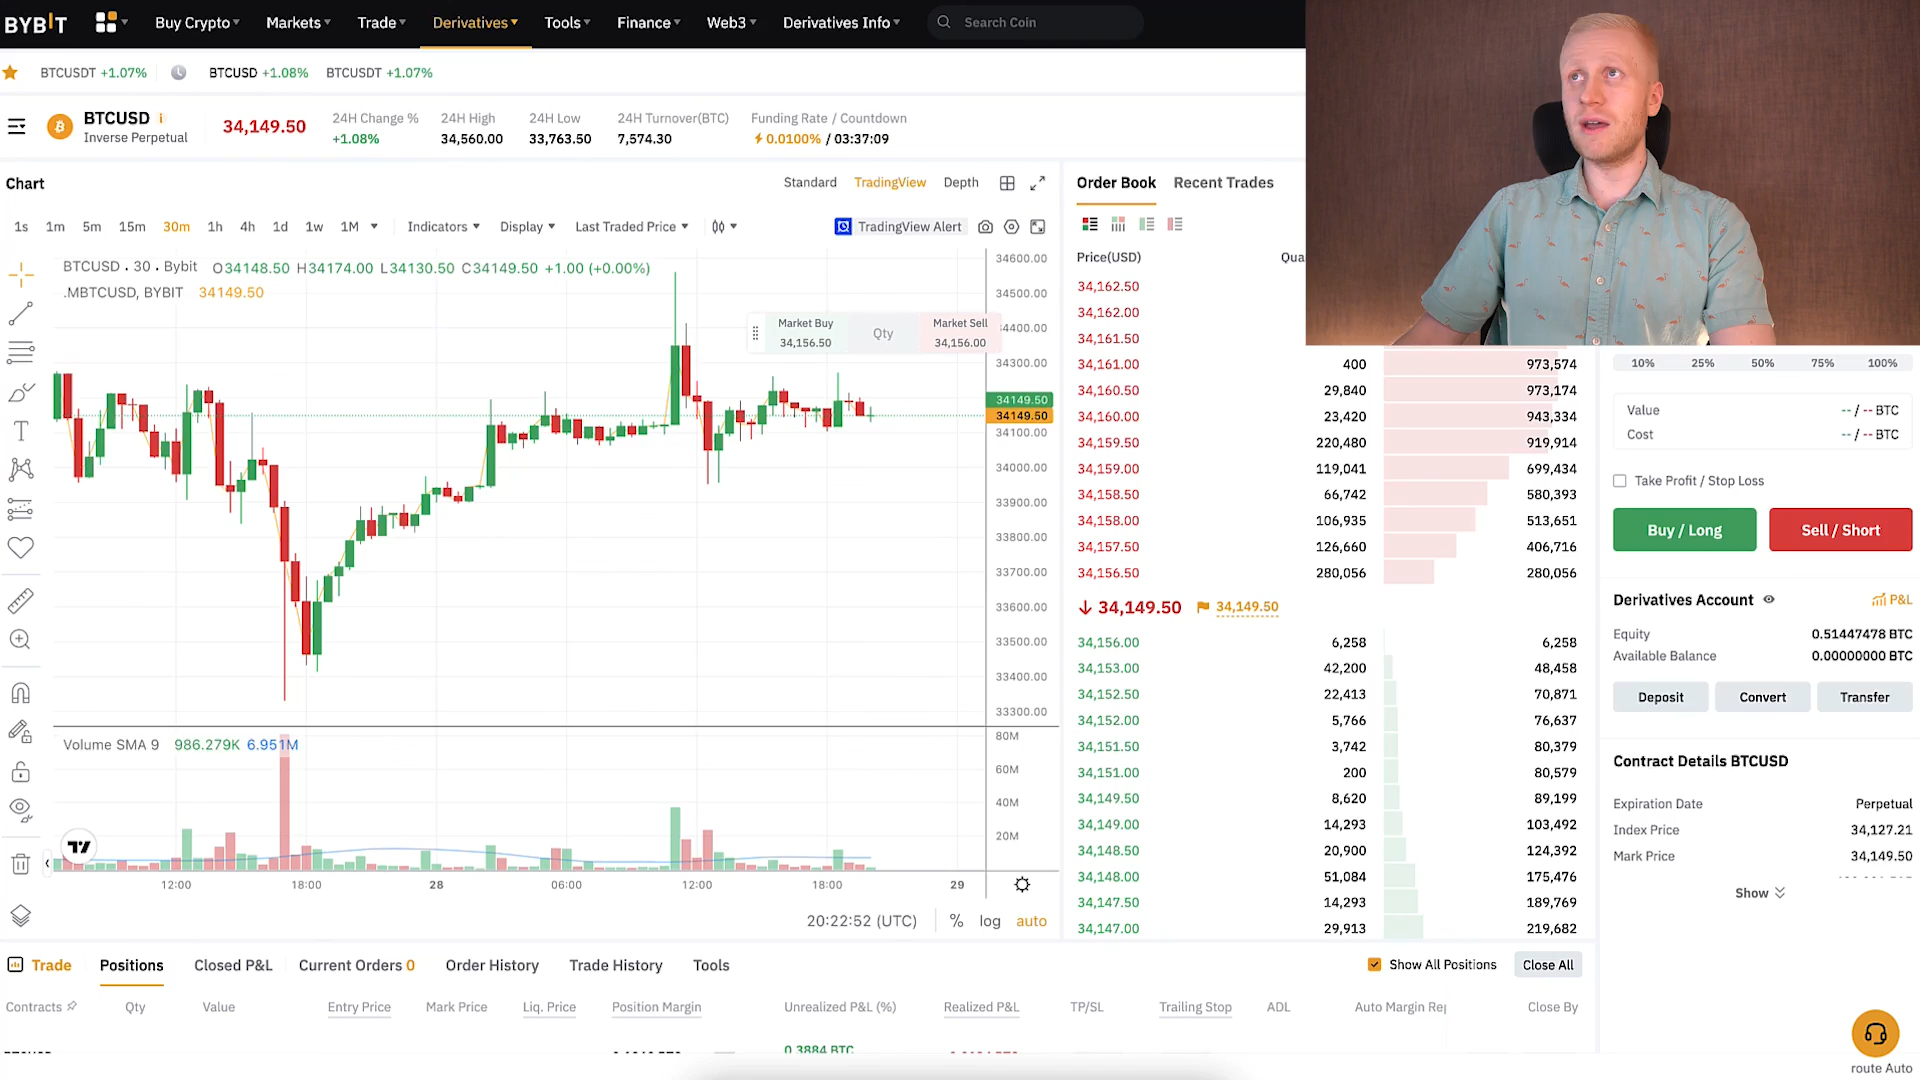 BYBIT Buy Crypto Markets Trade Derivatives Tools Finance Web3 Derivatives Info Search Coin
BTCUSDT +1.07% BTCUSD +1.08% BTCUSDT +1.07%
BTCUSD
Inverse Perpetual
34,149.50
24H Change %
+1.08%
24H High
34,560.00
24H Low
33,763.50
24H Turnover(BTC)
7,574.30
Funding Rate / Countdown
0.0100% / 03:37:09
Chart
Standard TradingView Depth
1s 1m 5m 15m 30m 1h 4h 1d 1w 1M Indicators Display Last Traded Price TradingView Alert
BTCUSD . 30 . Bybit O34148.50 H34174.00 L34130.50 C34149.50 +1.00 (+0.00%)
.MBTCUSD, BYBIT 34149.50
Market Buy
34,156.50
Qty
Market Sell
34,156.00
34600.00
34500.00
34400.00
34300.00
34149.50
34149.50
34100.00
34000.00
33900.00
33800.00
33700.00
33600.00
33500.00
33400.00
33300.00
Volume SMA 9 986.279K 6.951M
80M
60M
40M
20M
12:00 18:00 28 06:00 12:00 18:00 29
20:22:52 (UTC) % log auto
Order Book Recent Trades
Price(USD) Qua
34,162.50
34,162.00
34,161.50
34,161.00 400 973,574
34,160.50 29,840 973,174
34,160.00 23,420 943,334
34,159.50 220,480 919,914
34,159.00 119,041 699,434
34,158.50 66,742 580,393
34,158.00 106,935 513,651
34,157.50 126,660 406,716
34,156.50 280,056 280,056
34,149.50 34,149.50
34,156.00 6,258 6,258
34,153.00 42,200 48,458
34,152.50 22,413 70,871
34,152.00 5,766 76,637
34,151.50 3,742 80,379
34,151.00 200 80,579
34,149.50 8,620 89,199
34,149.00 14,293 103,492
34,148.50 20,900 124,392
34,148.00 51,084 175,476
34,147.50 14,293 189,769
34,147.00 29,913 219,682
10% 25% 50% 75% 100%
Value -- / -- BTC
Cost -- / -- BTC
Take Profit / Stop Loss
Buy / Long Sell / Short
Derivatives Account P&L
Equity 0.51447478 BTC
Available Balance 0.00000000 BTC
Deposit Convert Transfer
Contract Details BTCUSD
Expiration Date Perpetual
Index Price 34,127.21
Mark Price 34,149.50
Show
Trade Positions Closed P&L Current Orders 0 Order History Trade History Tools
Show All Positions Close All
Contracts Qty Value Entry Price Mark Price Liq. Price Position Margin Unrealized P&L (%) Realized P&L TP/SL Trailing Stop ADL Auto Margin Rep Close By
0.3884 BTC
route Auto